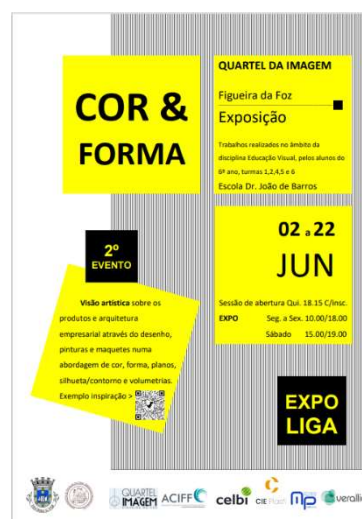 COR &
FORMA
QUARTEL DA IMAGEM
Figueira da Foz
Exposição
Trabalhos realizados no âmbito da
disciplina Educação Visual, pelos alunos do
6º ano, turmas 1,2,4,5 e 6
Escola Dr. João de Barros
02 a 22
JUN
Sessão de abertura Qui. 18.15 C/insc.
EXPO Seg. a Sex. 10.00/18.00
Sábado 15.00/19.00
2º
EVENTO
Visão artística sobre os
produtos e arquitetura
empresarial através do desenho,
pinturas e maquetes numa
abordagem de cor, forma, planos,
silhueta/contorno e volumetrias.
Exemplo inspiração >
EXPO
LIGA
QUARTEL
IMAGEM
ACIFF
celbi
CIE Plast
mp
verallia